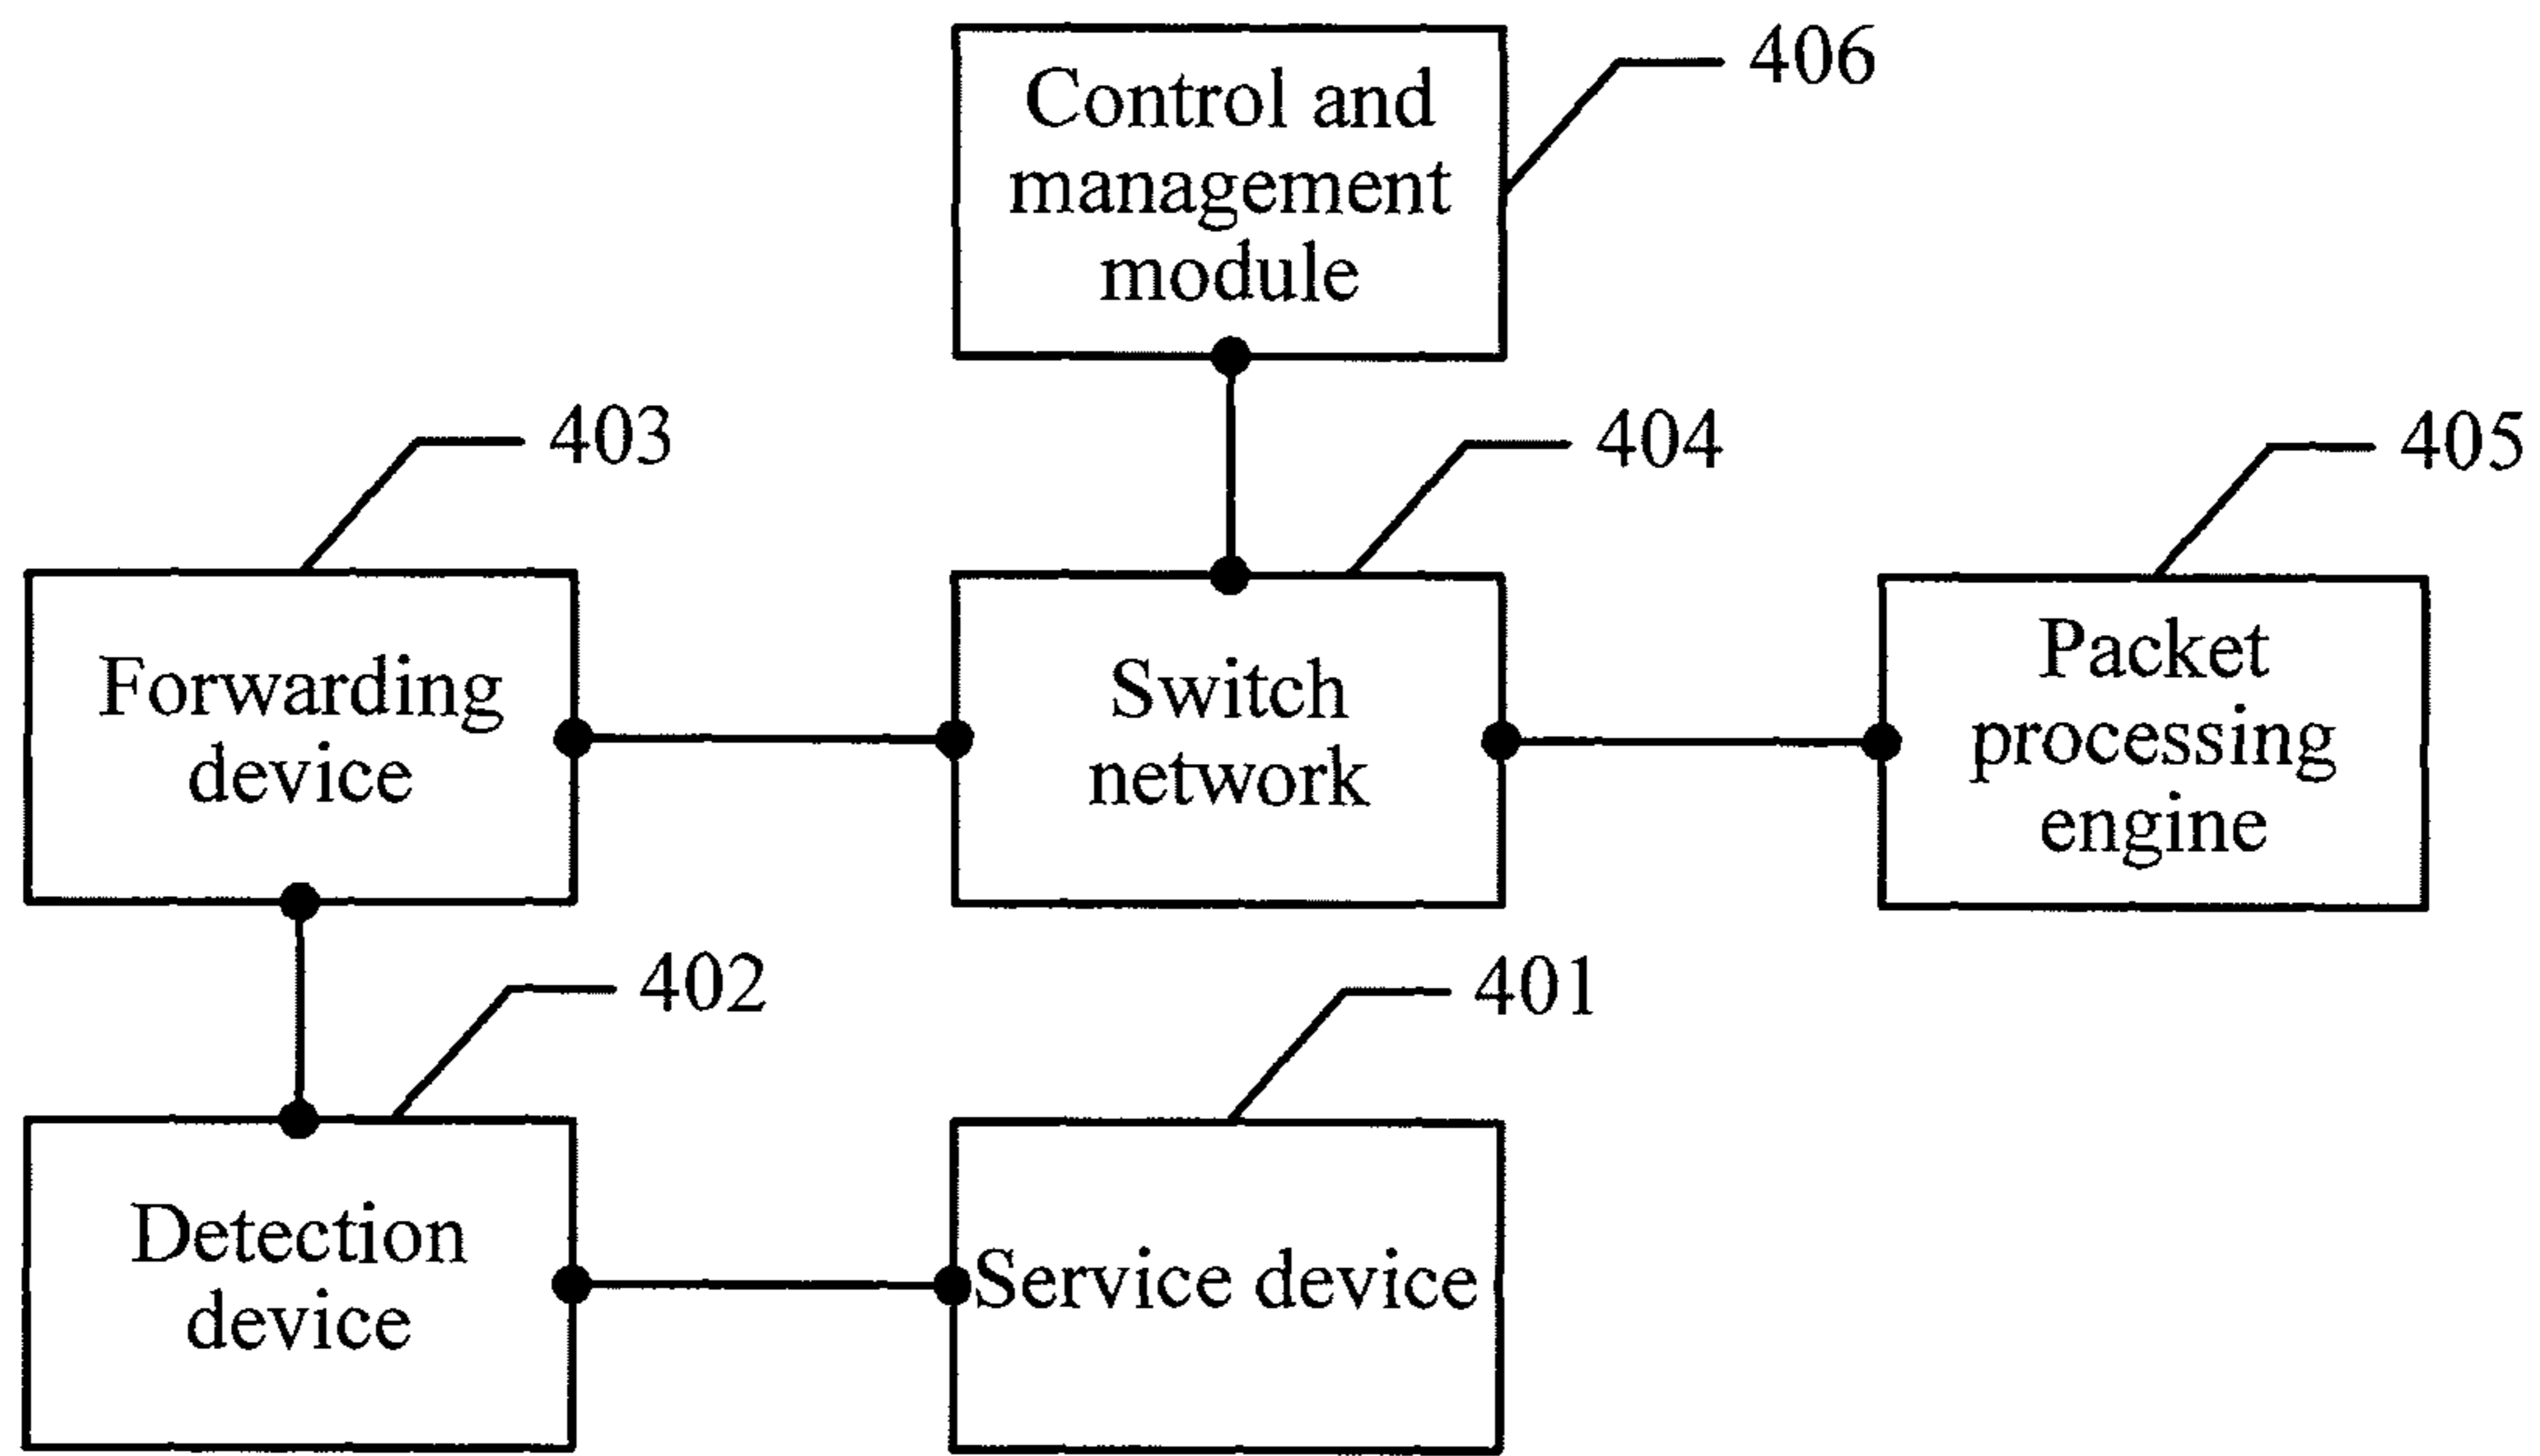 406
Control and
management
module
403
404
405
Forwarding
device
Switch
network
Packet
processing
engine
402
401
Detection
device
Service device